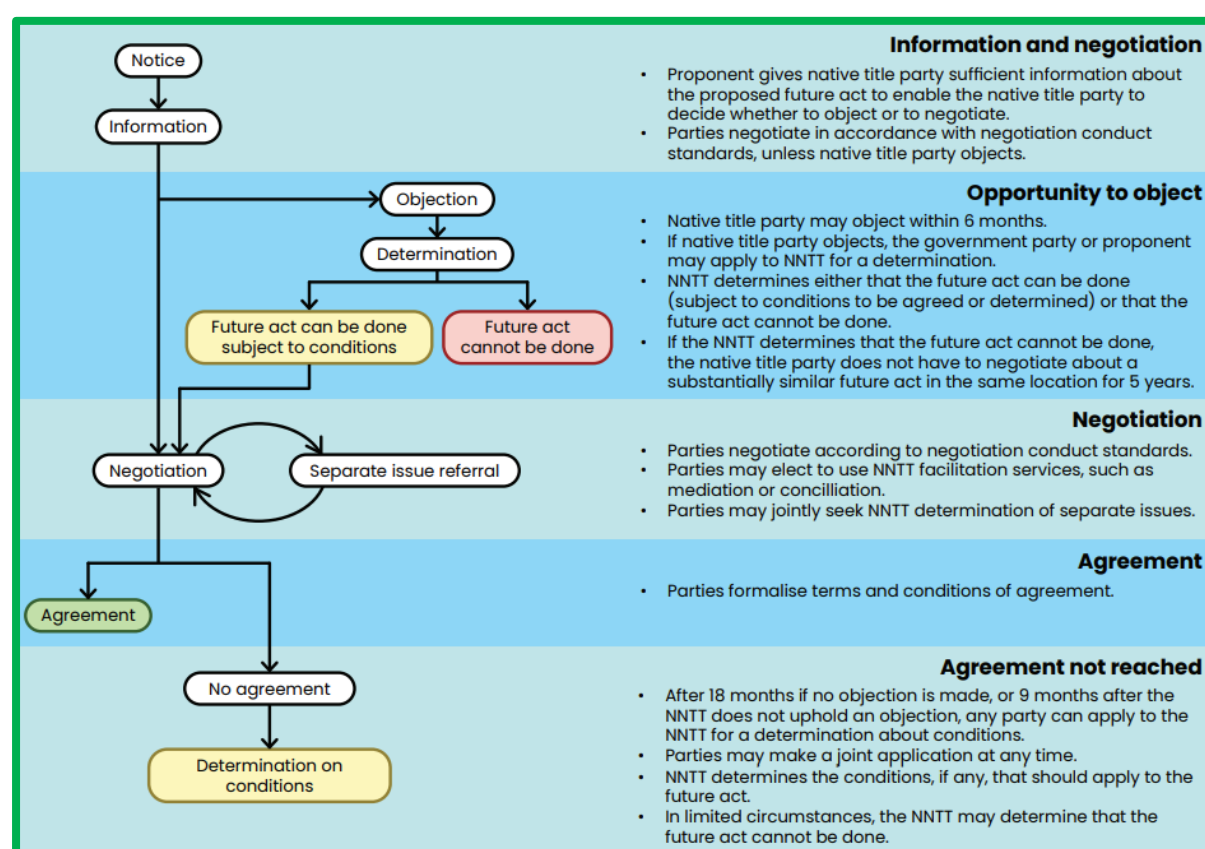 Notice
Information
Information and negotiation
• Proponent gives native title party sufficient information about
the proposed future act to enable the native title party to
decide whether to object or to negotiate.
• Parties negotiate in accordance with negotiation conduct
standards, unless native title party objects.
Objection
Determination
Future act can be done
subject to conditions
Future act
cannot be done
Opportunity to object
• Native title party may object within 6 months.
• If native title party objects, the government party or proponent
may apply to NNTT for a determination.
• NNTT determines either that the future act can be done
(subject to conditions to be agreed or determined) or that the
future act cannot be done.
• If the NNTT determines that the future act cannot be done,
the native title party does not have to negotiate about a
substantially similar future act in the same location for 5 years.
Negotiation
Separate issue referral
Negotiation
• Parties negotiate according to negotiation conduct standards.
• Parties may elect to use NNTT facilitation services, such as
mediation or concilliation.
• Parties may jointly seek NNTT determination of separate issues.
Agreement
Agreement
• Parties formalise terms and conditions of agreement.
No agreement
Determination on
conditions
Agreement not reached
• After 18 months if no objection is made, or 9 months after the
NNTT does not uphold an objection, any party can apply to the
NNTT for a determination about conditions.
• Parties may make a joint application at any time.
• NNTT determines the conditions, if any, that should apply to the
future act.
• In limited circumstances, the NNTT may determine that the
future act cannot be done.